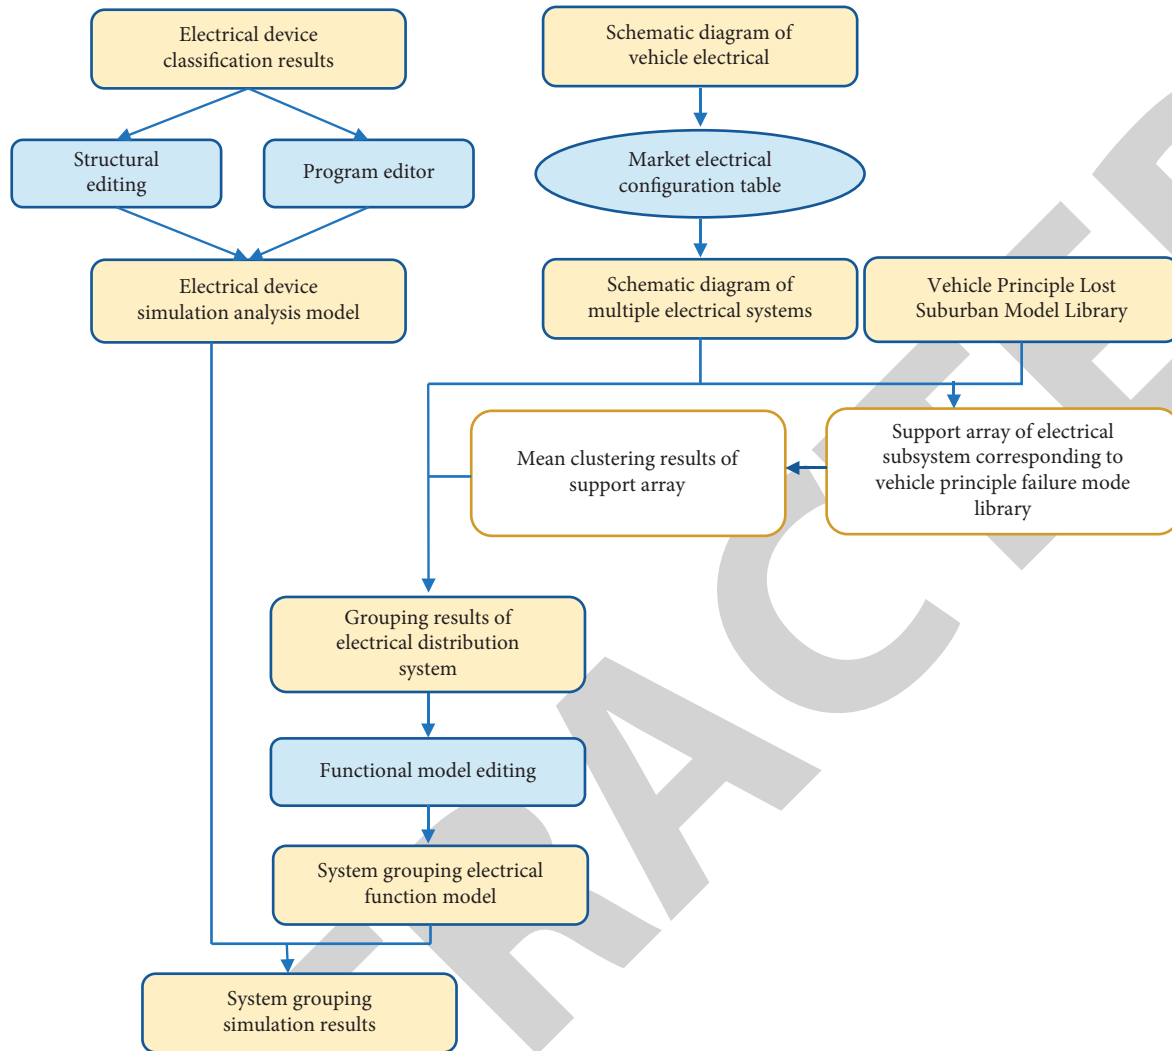 Electrical device
classification results
Schematic diagram of
vehicle electrical
Structural
editing
Program editor
Market electrical
configuration table
Electrical device
simulation analysis model
Schematic diagram of
multiple electrical systems
Vehicle Principle Lost
Suburban Model Library
Mean clustering results of
support array
Support array of electrical
subsystem corresponding to
vehicle principle failure mode
library
Grouping results of
electrical distribution
system
Functional model editing
System grouping electrical
function model
System grouping
simulation results